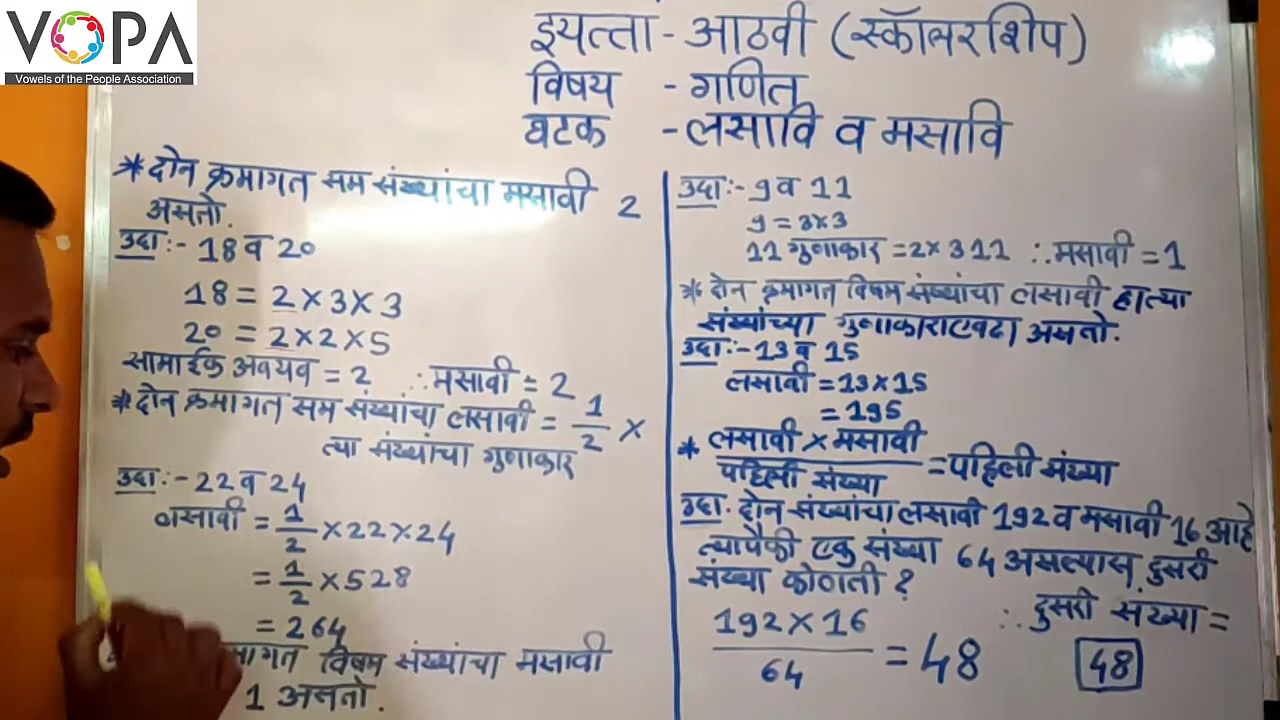 VOPA
Vowels of the People Association
इयत्ता - आठवी (स्कॉलरशिप)
विषय - गणित
घटक - लसावि व मसावि
* दोन क्रमागत सम संख्यांचा मसावी 2
असतो.
उदा :- 18 व 20
18 = 2 × 3 × 3
20 = 2 × 2 × 5
सामाईक अवयव = 2 ∴ मसावी = 2
* दोन क्रमागत सम संख्यांचा लसावी = 1/2 ×
त्या संख्यांचा गुणाकार
उदा :- 22 व 24
लसावी = 1/2 × 22 × 24
= 1/2 × 528
= 264
मागत विषम संख्यांचा मसावी
1 असतो.
उदा :- 9 व 11
9 = 3×3
11 गुणाकार = 2× 3 11 ∴ मसावी = 1
* दोन क्रमागत विषम संख्यांचा लसावी हा त्या
संख्यांच्या गुणाकाराएवढा असतो.
उदा :- 13 व 15
लसावी = 13 × 15
= 195
* लसावी × मसावी / पहिली संख्या = पहिली संख्या
उदा. दोन संख्यांचा लसावी 192 व मसावी 16 आहे
त्यापैकी एक संख्या 64 असल्यास दुसरी
संख्या कोणती ?
192 × 16 / 64 = 48
∴ दुसरी संख्या =
48